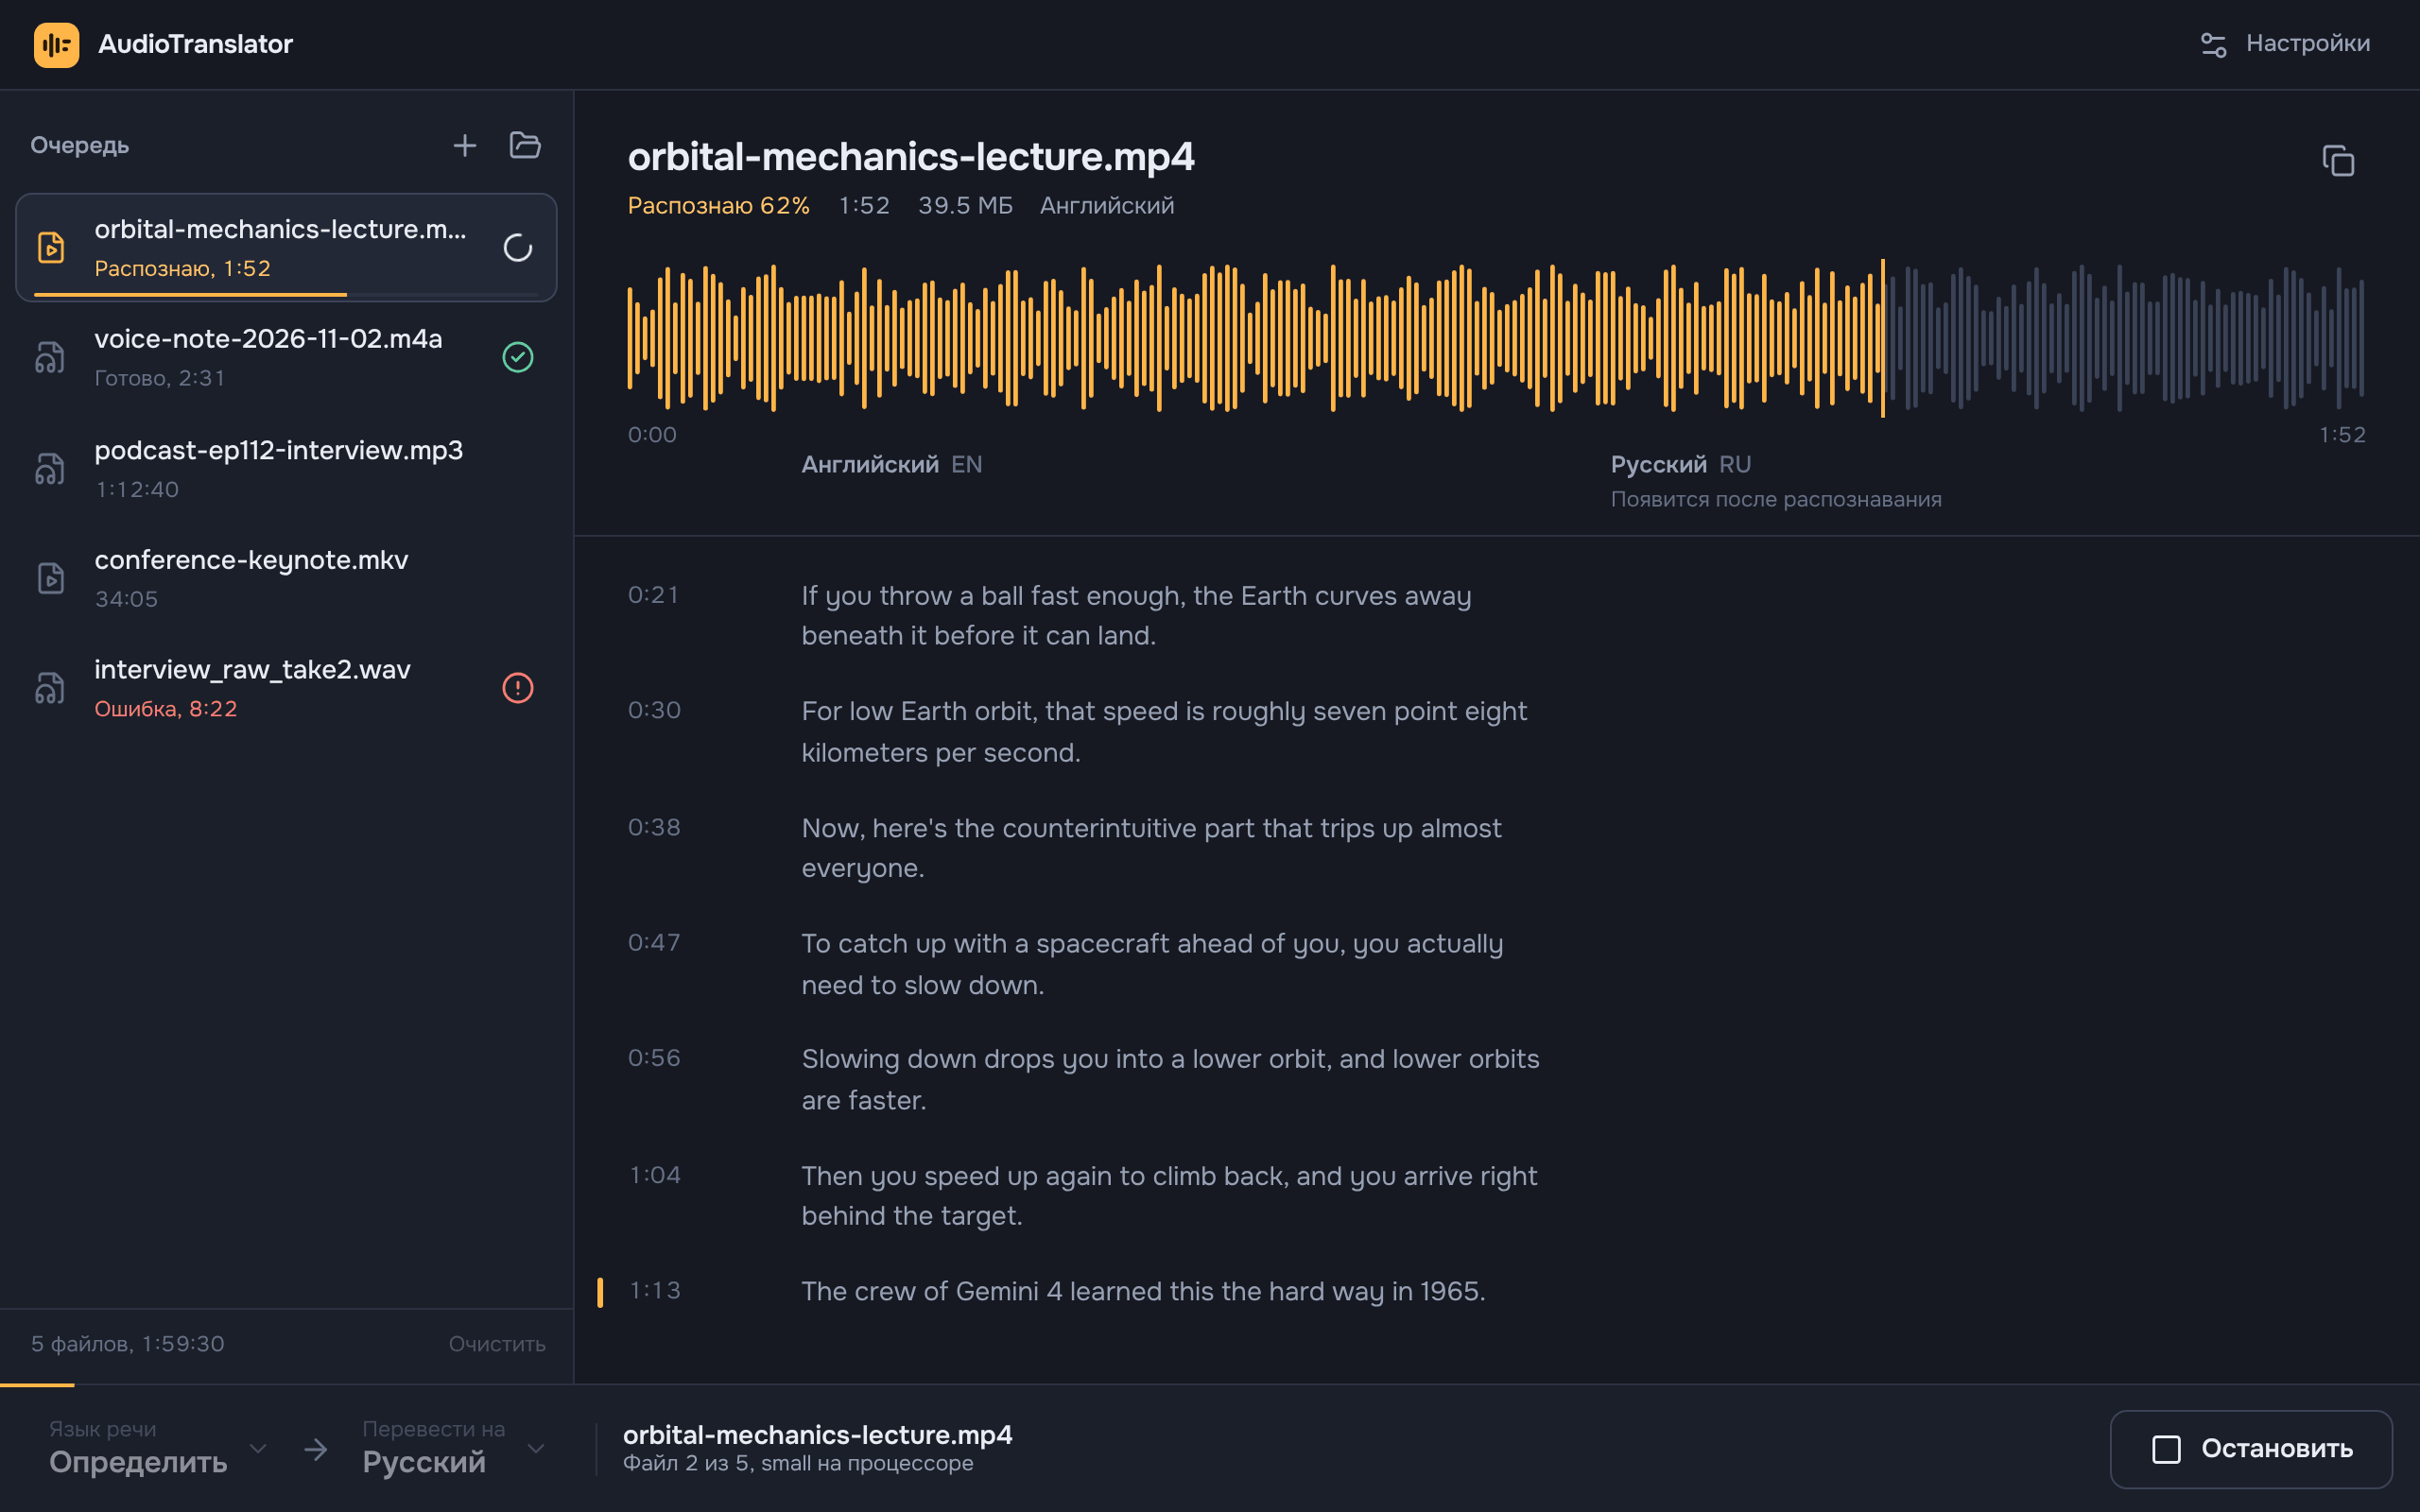 AudioTranslator
Настройки
Очередь
orbital-mechanics-lecture.m...
Распознаю, 1:52
voice-note-2026-11-02.m4a
Готово, 2:31
podcast-ep112-interview.mp3
1:12:40
conference-keynote.mkv
34:05
interview_raw_take2.wav
Ошибка, 8:22
5 файлов, 1:59:30
Очистить
orbital-mechanics-lecture.mp4
Распознаю 62% 1:52 39.5 МБ Английский
0:00
1:52
Английский EN
Русский RU
Появится после распознавания
0:21
If you throw a ball fast enough, the Earth curves away
beneath it before it can land.
0:30
For low Earth orbit, that speed is roughly seven point eight
kilometers per second.
0:38
Now, here's the counterintuitive part that trips up almost
everyone.
0:47
To catch up with a spacecraft ahead of you, you actually
need to slow down.
0:56
Slowing down drops you into a lower orbit, and lower orbits
are faster.
1:04
Then you speed up again to climb back, and you arrive right
behind the target.
1:13
The crew of Gemini 4 learned this the hard way in 1965.
Язык речи
Определить
Перевести на
Русский
orbital-mechanics-lecture.mp4
Файл 2 из 5, small на процессоре
Остановить